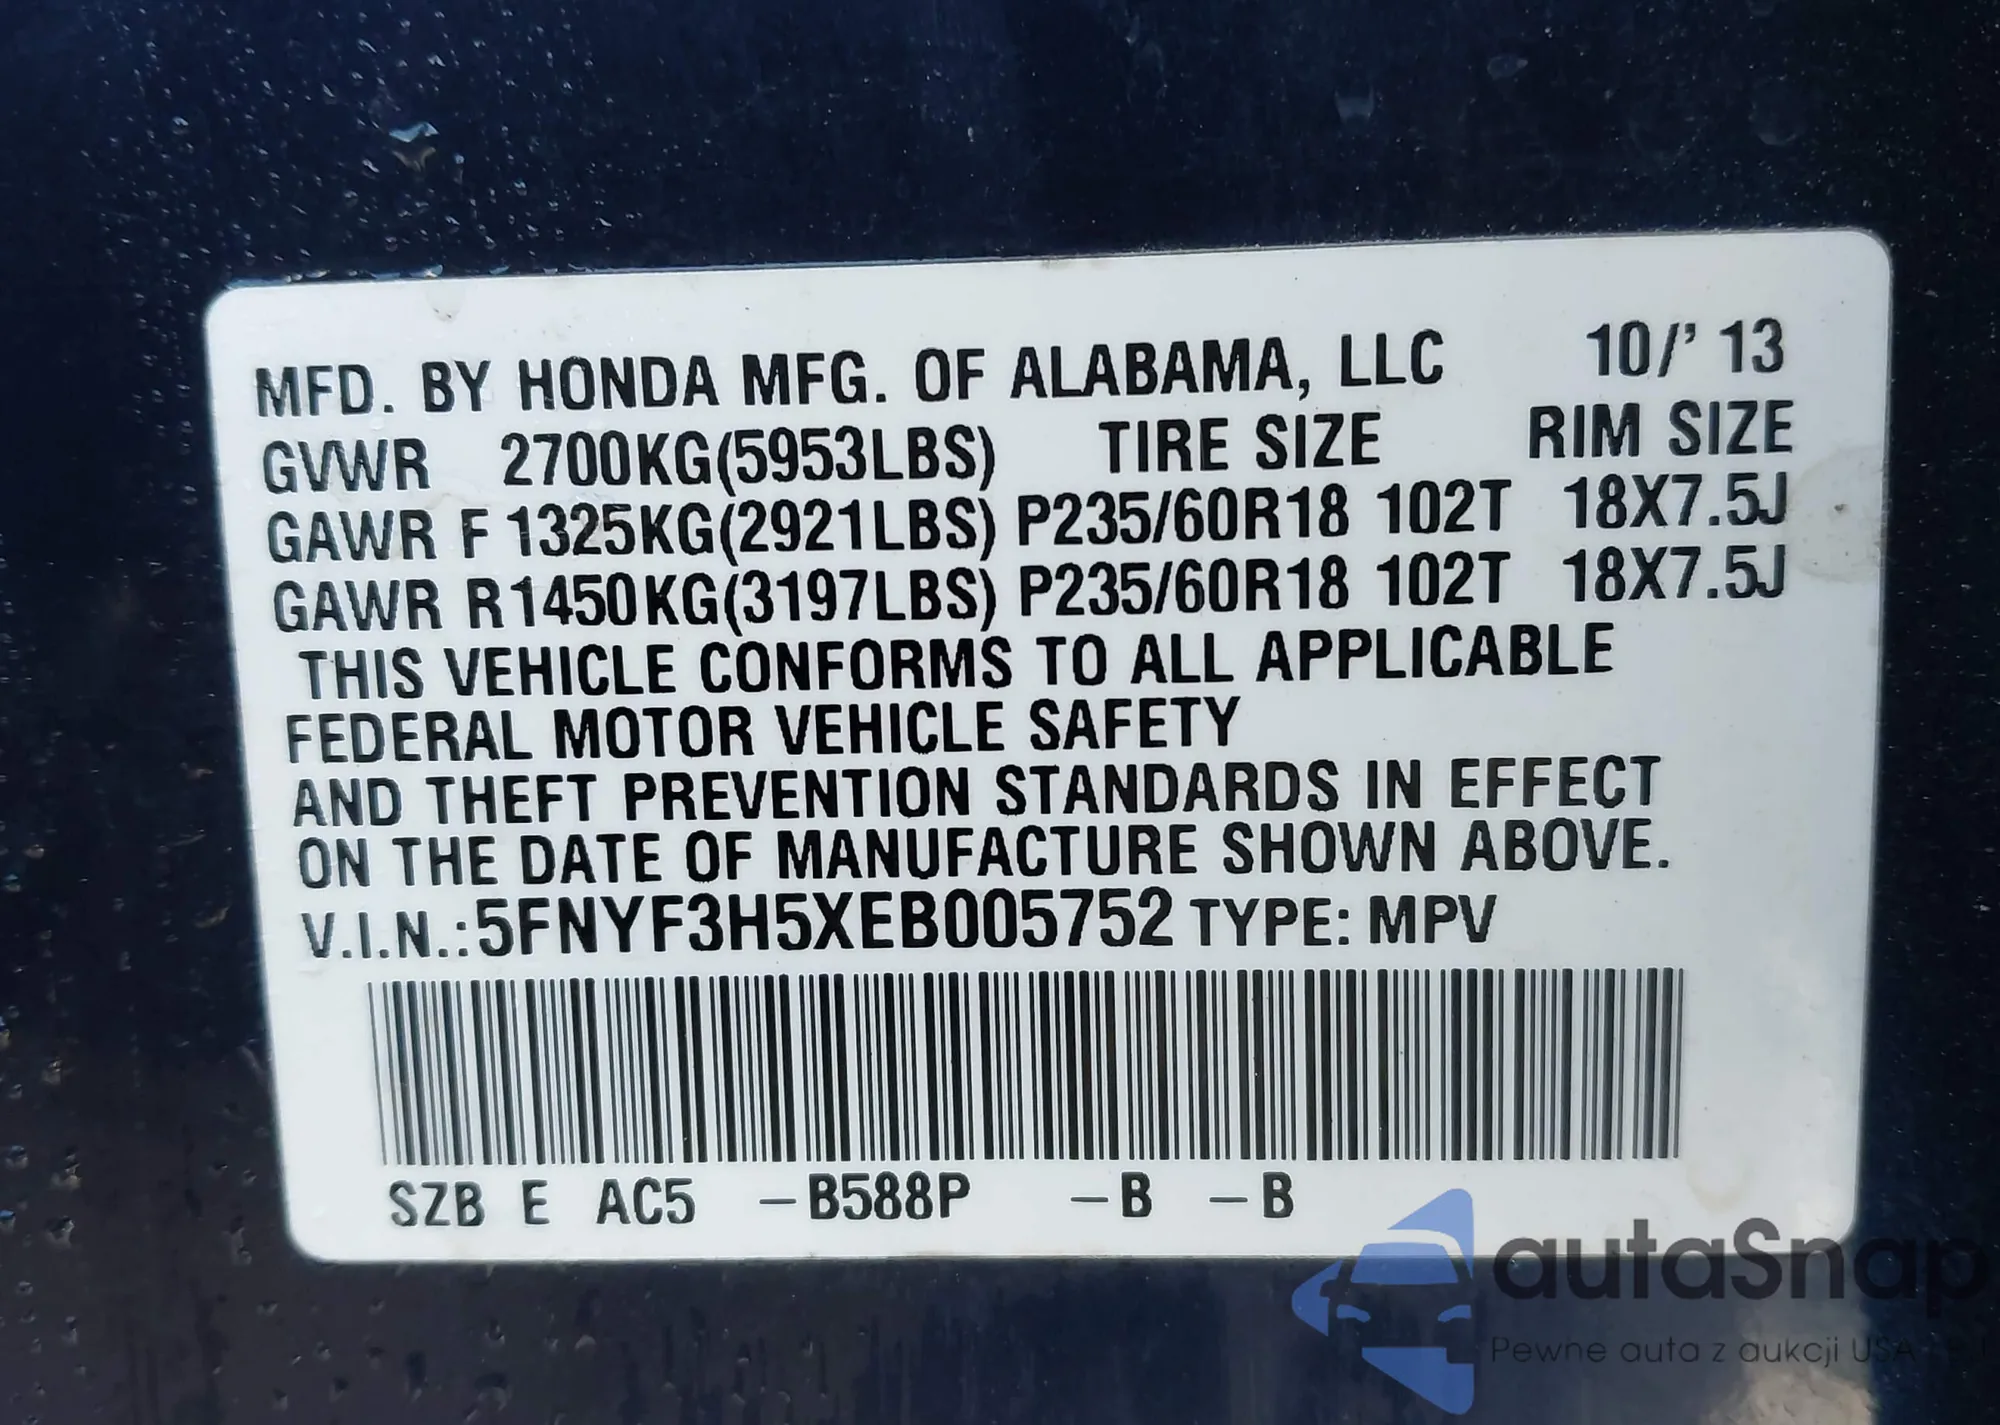 MFD. BY HONDA MFG. OF ALABAMA, LLC 10/'13
GVWR 2700KG(5953LBS) TIRE SIZE RIM SIZE
GAWR F 1325KG(2921LBS) P235/60R18 102T 18X7.5J
GAWR R 1450KG(3197LBS) P235/60R18 102T 18X7.5J
THIS VEHICLE CONFORMS TO ALL APPLICABLE
FEDERAL MOTOR VEHICLE SAFETY
AND THEFT PREVENTION STANDARDS IN EFFECT
ON THE DATE OF MANUFACTURE SHOWN ABOVE.
V.I.N.:5FNYF3H5XEB005752 TYPE: MPV
SZB E AC5 –B588P –B –B
autaSnap
Pewne auta z aukcji USA